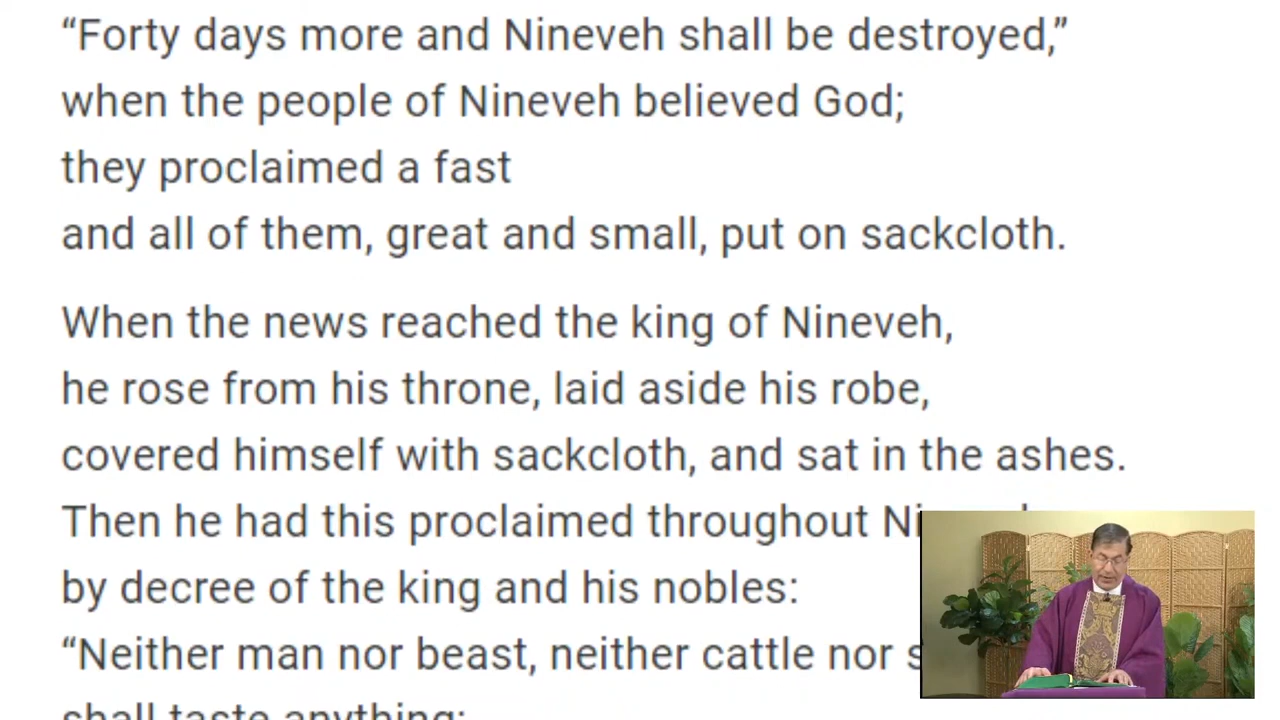 “Forty days more and Nineveh shall be destroyed,”
when the people of Nineveh believed God;
they proclaimed a fast
and all of them, great and small, put on sackcloth.
When the news reached the king of Nineveh,
he rose from his throne, laid aside his robe,
covered himself with sackcloth, and sat in the ashes.
Then he had this proclaimed throughout
by decree of the king and his nobles:
“Neither man nor beast, neither cattle nor
shall taste anything;